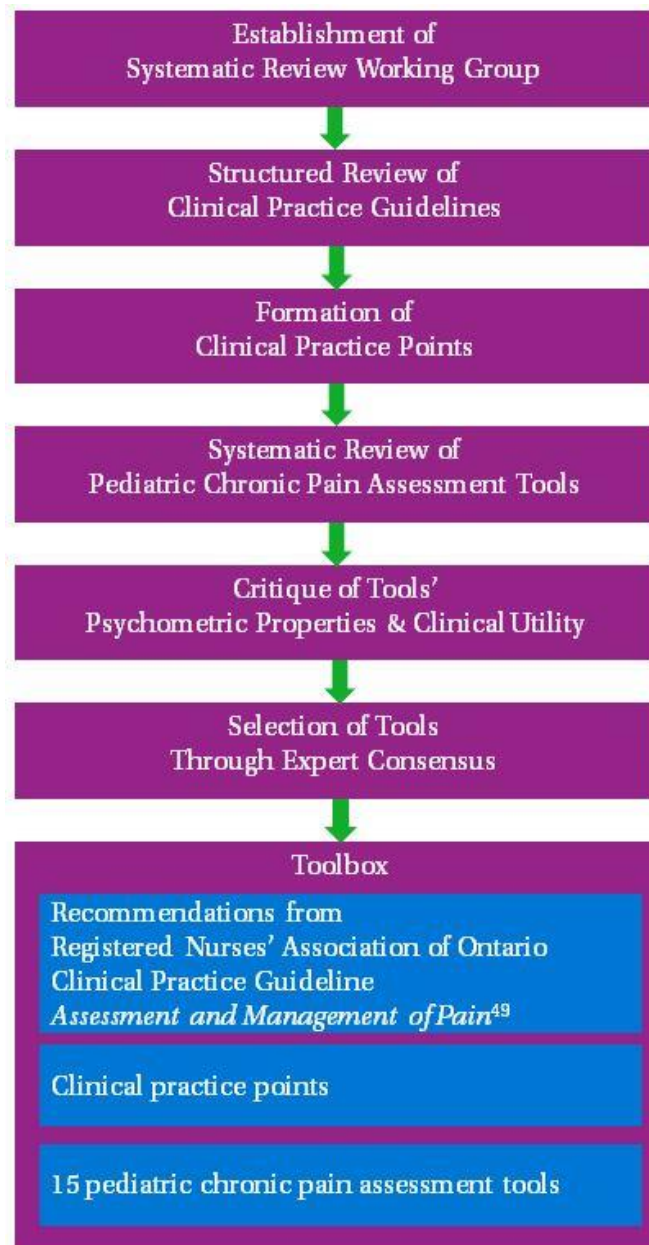 Establishment of
Systematic Review Working Group
Structured Review of
Clinical Practice Guidelines
Formation of
Clinical Practice Points
Systematic Review of
Pediatric Chronic Pain Assessment Tools
Critique of Tools'
Psychometric Properties & Clinical Utility
Selection of Tools
Through Expert Consensus
Toolbox
Recommendations from
Registered Nurses' Association of Ontario
Clinical Practice Guideline
Assessment and Management of Pain⁴⁹
Clinical practice points
15 pediatric chronic pain assessment tools